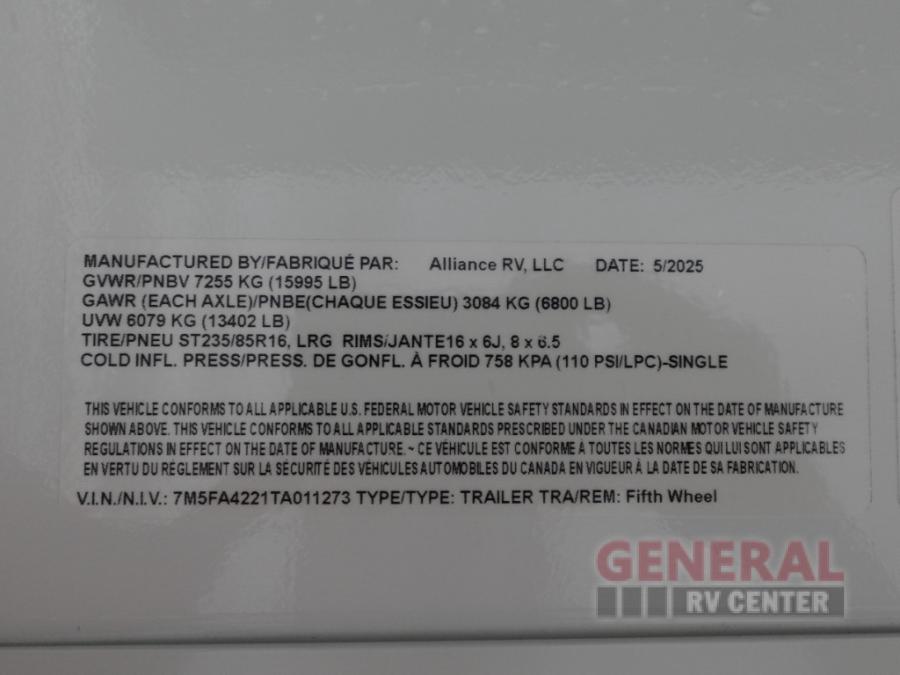 MANUFACTURED BY/FABRIQUÉ PAR: Alliance RV, LLC DATE: 5/2025
GVWR/PNBV 7255 KG (15995 LB)
GAWR (EACH AXLE)/PNBE(CHAQUE ESSIEU) 3084 KG (6800 LB)
UVW 6079 KG (13402 LB)
TIRE/PNEU ST235/85R16, LRG RIMS/JANTE16 x 6J, 8 x 6.5
COLD INFL. PRESS/PRESS. DE GONFL. À FROID 758 KPA (110 PSI/LPC)-SINGLE
THIS VEHICLE CONFORMS TO ALL APPLICABLE U.S. FEDERAL MOTOR VEHICLE SAFETY STANDARDS IN EFFECT ON THE DATE OF MANUFACTURE
SHOWN ABOVE. THIS VEHICLE CONFORMS TO ALL APPLICABLE STANDARDS PRESCRIBED UNDER THE CANADIAN MOTOR VEHICLE SAFETY
REGULATIONS IN EFFECT ON THE DATE OF MANUFACTURE. ~ CE VÉHICULE EST CONFORME À TOUTES LES NORMES QUI LUI SONT APPLICABLES
EN VERTU DU RÉGLEMENT SUR LA SÉCURITÉ DES VÉHICULES AUTOMOBILES DU CANADA EN VIGUEUR À LA DATE DE SA FABRICATION.
V.I.N./N.I.V.: 7M5FA4221TA011273 TYPE/TYPE: TRAILER TRA/REM: Fifth Wheel
GENERAL
RV CENTER